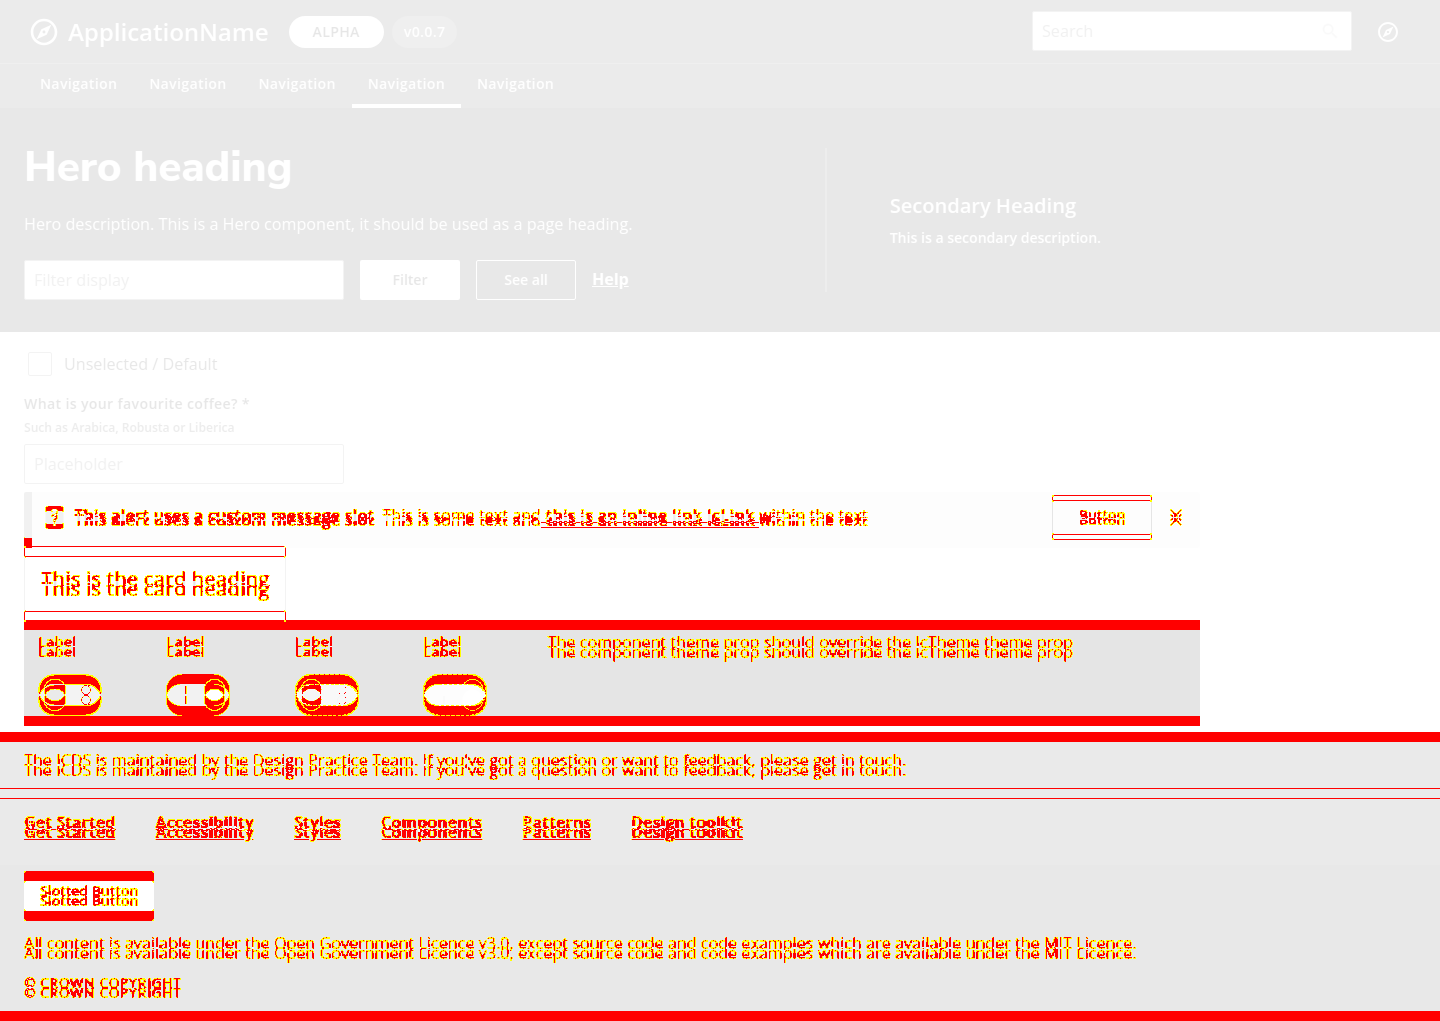 ApplicationName ALPHA v0.0.7 Search
Navigation Navigation Navigation Navigation Navigation
Hero heading
Hero description. This is a Hero component, it should be used as a page heading.
Filter display Filter See all Help
Secondary Heading
This is a secondary description.
Unselected / Default
What is your favourite coffee? *
Such as Arabica, Robusta or Liberica
Placeholder
This alert uses a custom message slot This is some text and this is an inline link within the text Button
This is the card heading
Label Label Label Label The component theme prop should override the IcTheme theme prop
The ICDS is maintained by the Design Practice Team. If you've got a question or want to feedback, please get in touch.
Get Started Accessibility Styles Components Patterns Design toolkit
Slotted Button
All content is available under the Open Government Licence v3.0, except source code and code examples which are available under the MIT Licence.
© CROWN COPYRIGHT